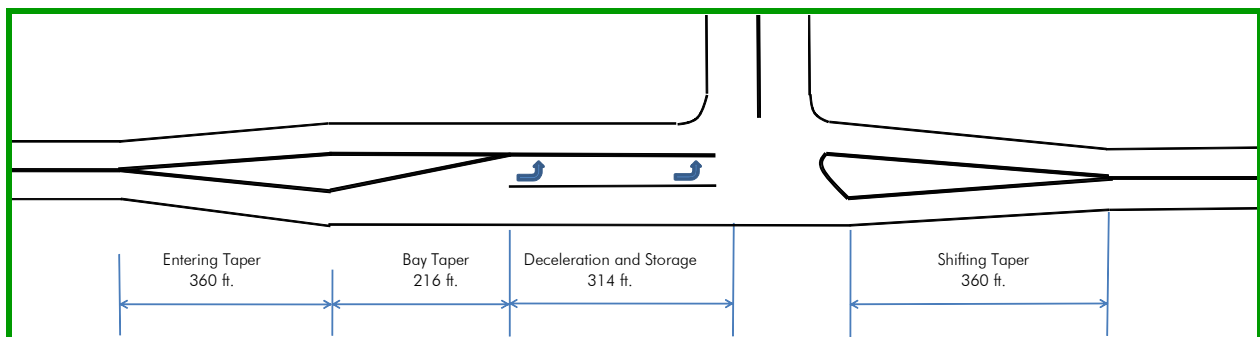 Entering Taper
360 ft.
Bay Taper
216 ft.
Deceleration and Storage
314 ft.
Shifting Taper
360 ft.